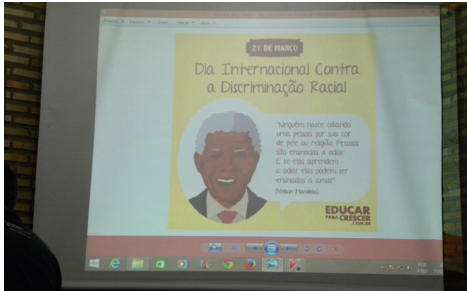 21 DE MARÇO
Dia Internacional Contra
a Discriminação Racial
"Ninguém nasce odiando
uma pessoa por sua cor
de pele ou religião. Pessoas
são ensinadas a odiar.
E se elas aprendem
a odiar, elas podem ser
ensinadas a amar."
(Nelson Mandela)
EDUCAR
PARA CRESCER
.COM.BR